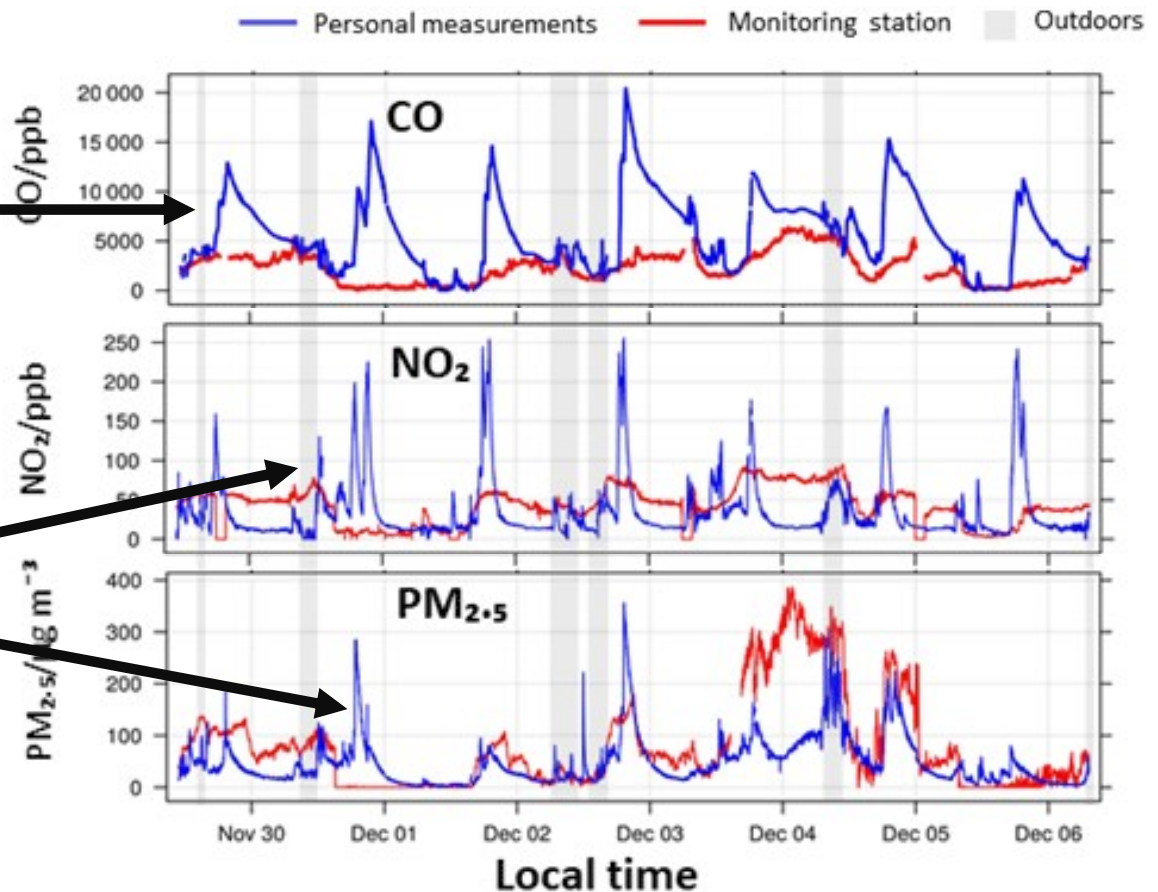 Personal measurements Monitoring station Outdoors
CO/ppb
20 000
15 000
10 000
5000
0
CO
NO₂/ppb
250
200
150
100
50
0
NO₂
PM₂.₅/µg m⁻³
400
300
200
100
0
PM₂.₅
Nov 30 Dec 01 Dec 02 Dec 03 Dec 04 Dec 05 Dec 06
Local time